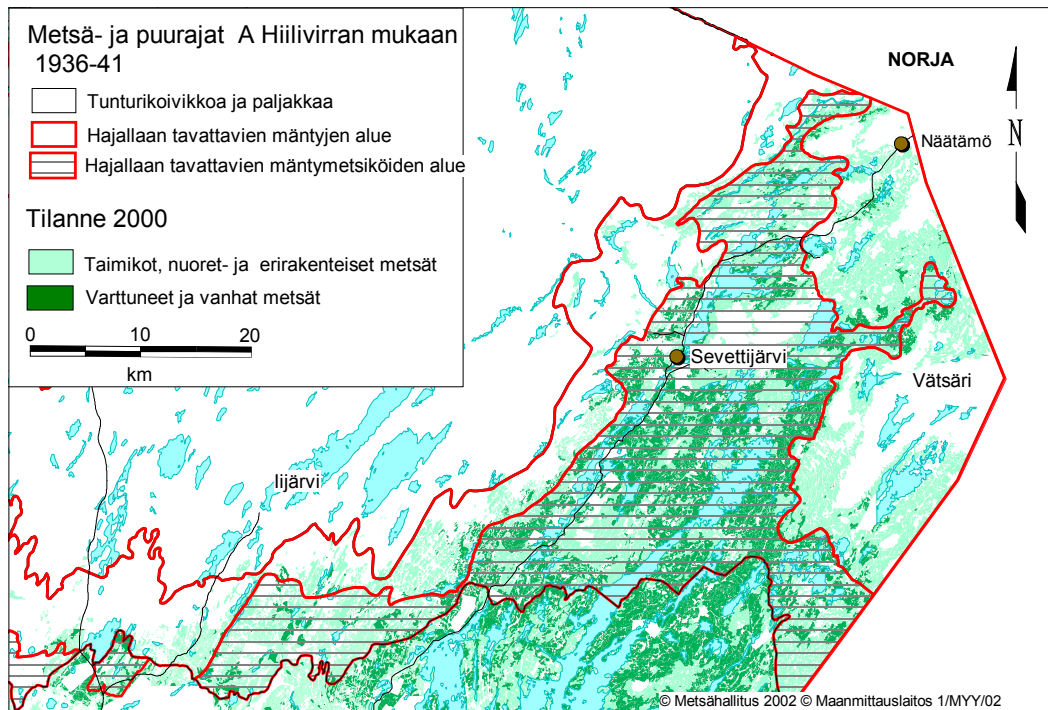 Metsä- ja puurajat A Hiilivirran mukaan
1936-41
Tunturikoivikkoa ja paljakkaa
Hajallaan tavattavien mäntyjen alue
Hajallaan tavattavien mäntymetsiköiden alue
Tilanne 2000
Taimikot, nuoret- ja erirakenteiset metsät
Varttuneet ja vanhat metsät
0 10 20
km
NORJA
N
Näätämö
Sevettijärvi
Vätsäri
Iijärvi
© Metsähallitus 2002 © Maanmittauslaitos 1/MYY/02